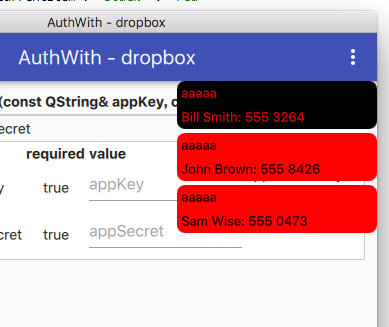 AuthWith - dropbox
AuthWith - dropbox
(const QString& appKey, c
aaaaa
Bill Smith: 555 3264
ecret
required value
aaaaa
John Brown: 555 8426
y true appKey
aaaaa
Sam Wise: 555 0473
cret true appSecret